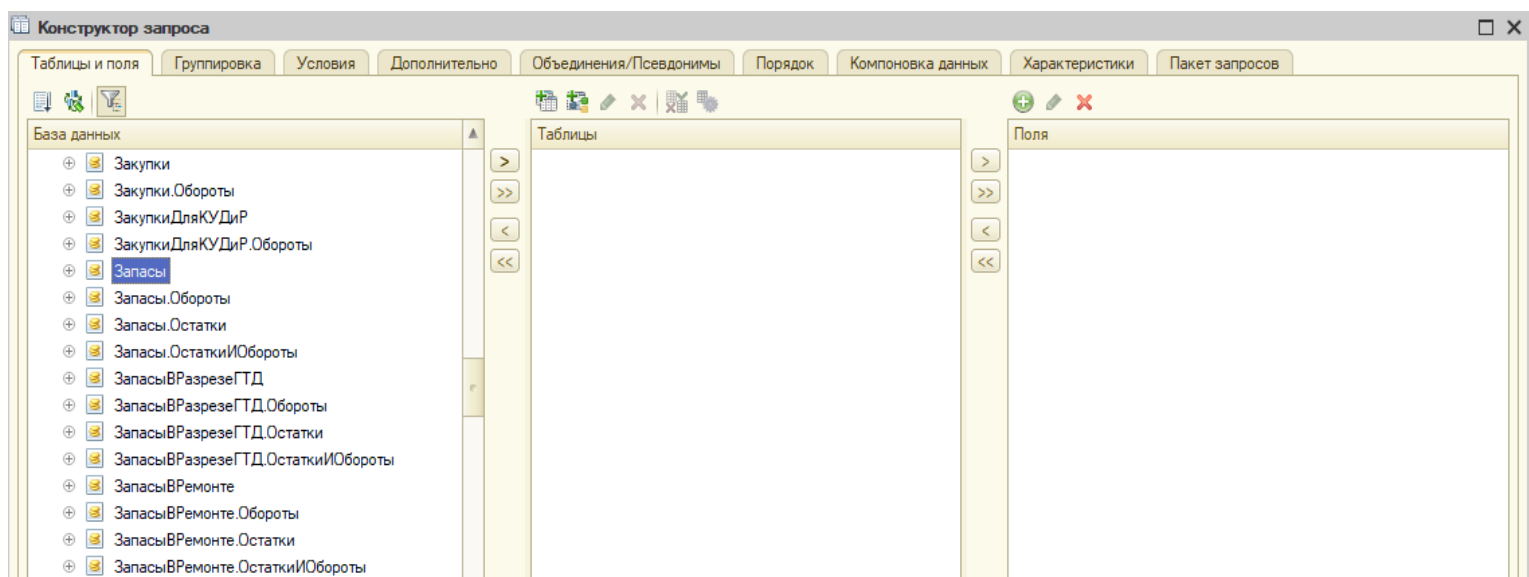 Конструктор запроса
Таблицы и поля Группировка Условия Дополнительно Объединения/Псевдонимы Порядок Компоновка данных Характеристики Пакет запросов
База данных Таблицы Поля
Закупки
Закупки.Обороты
ЗакупкиДляКУДиР
ЗакупкиДляКУДиР.Обороты
Запасы
Запасы.Обороты
Запасы.Остатки
Запасы.ОстаткиИОбороты
ЗапасыВРазрезеГТД
ЗапасыВРазрезеГТД.Обороты
ЗапасыВРазрезеГТД.Остатки
ЗапасыВРазрезеГТД.ОстаткиИОбороты
ЗапасыВРемонте
ЗапасыВРемонте.Обороты
ЗапасыВРемонте.Остатки
ЗапасыВРемонте.ОстаткиИОбороты